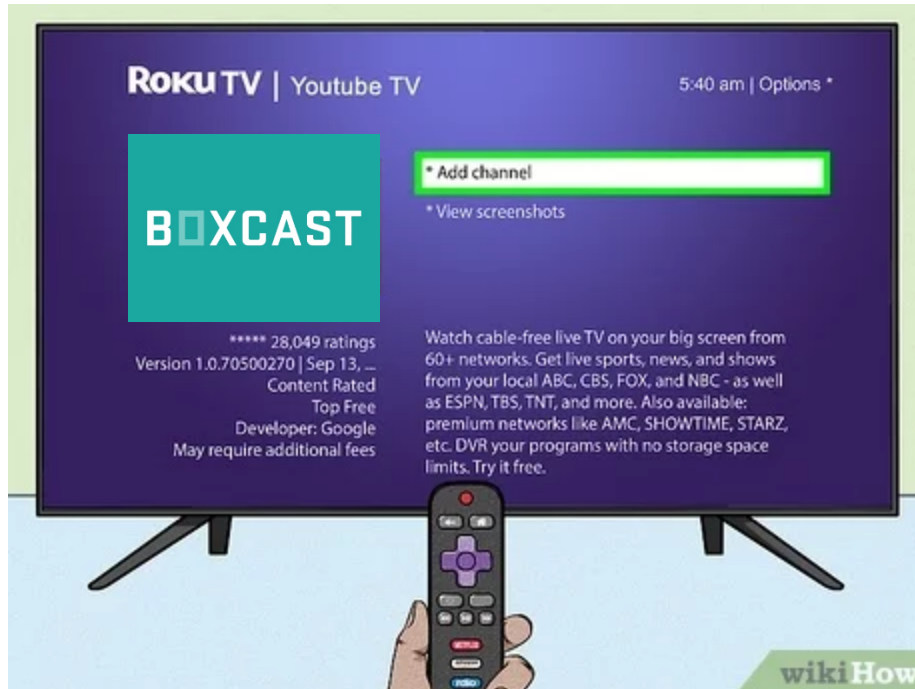 ROKU TV | Youtube TV
5:40 am | Options *
BOXCAST
* Add channel
* View screenshots
***** 28,049 ratings
Version 1.0.70500270 | Sep 13, ...
Content Rated
Top Free
Developer: Google
May require additional fees
Watch cable-free live TV on your big screen from
60+ networks. Get live sports, news, and shows
from your local ABC, CBS, FOX, and NBC - as well
as ESPN, TBS, TNT, and more. Also available:
premium networks like AMC, SHOWTIME, STARZ,
etc. DVR your programs with no storage space
limits. Try it free.
NETFLIX
wikiHow